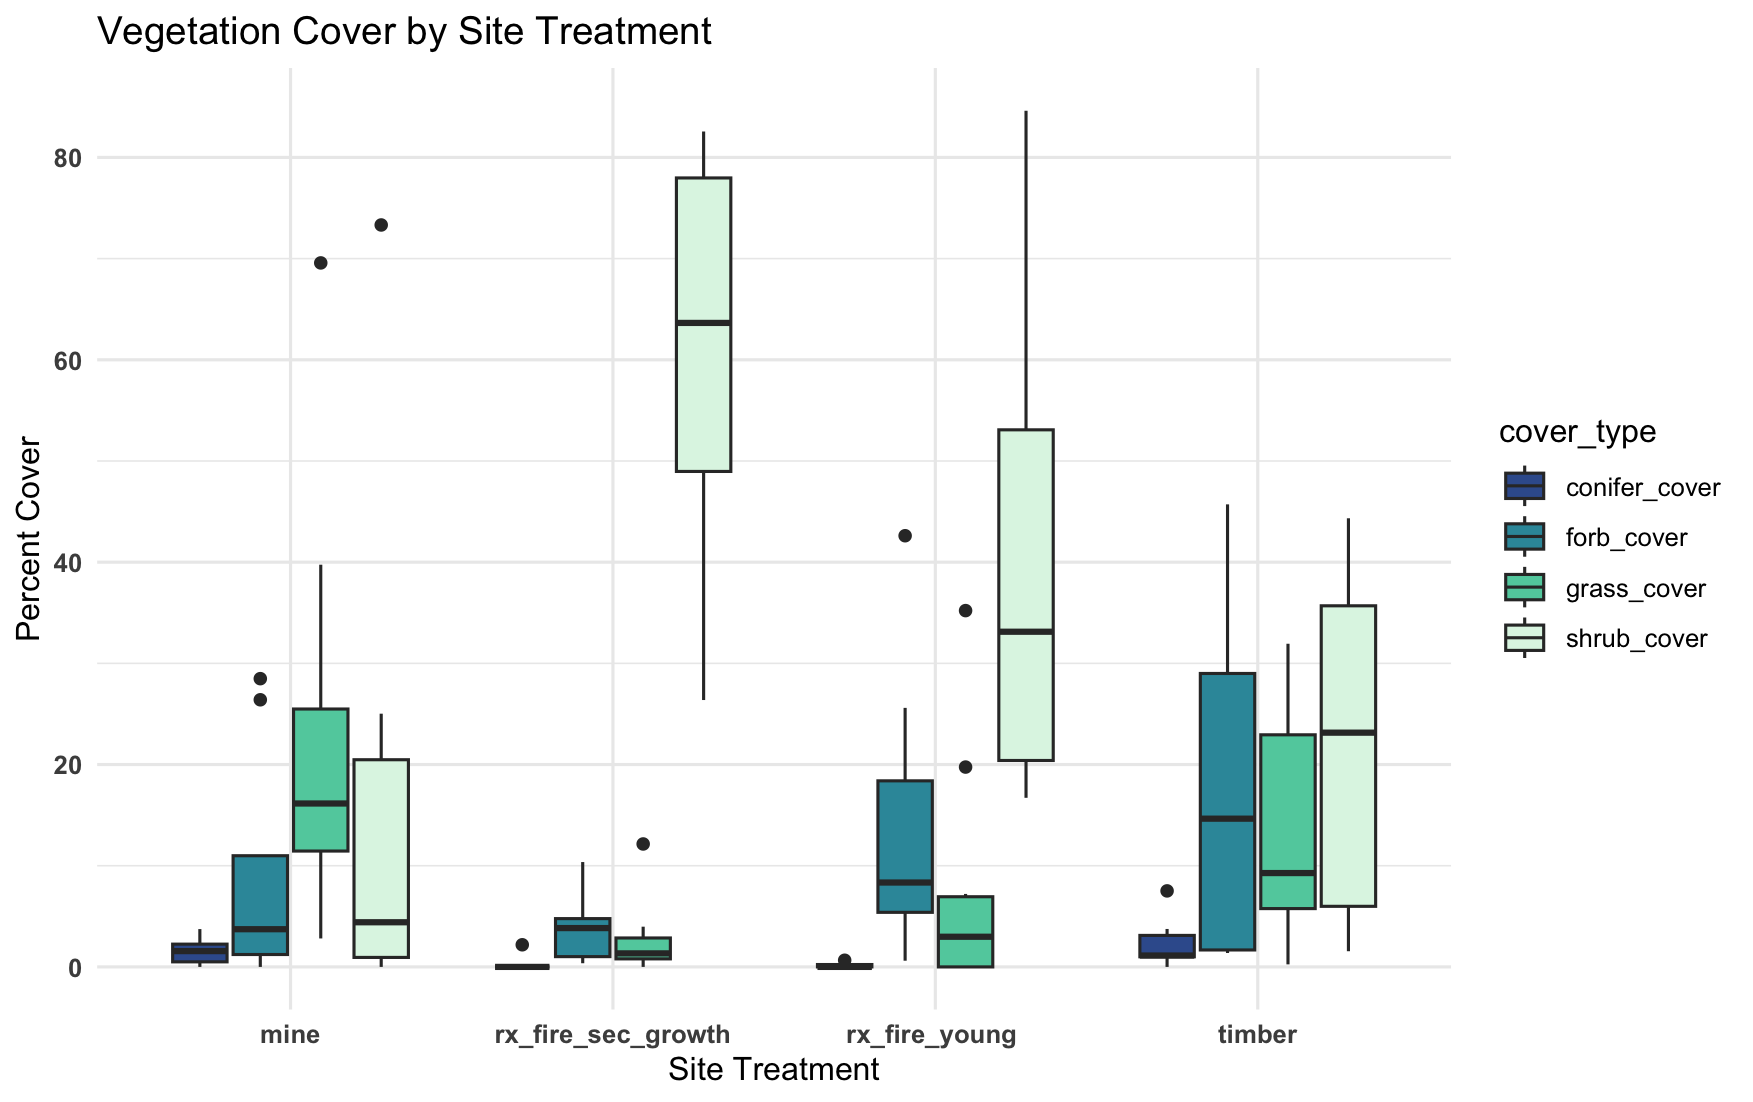 Vegetation Cover by Site Treatment
Percent Cover
80
60
40
20
0
mine
rx_fire_sec_growth
rx_fire_young
timber
Site Treatment
cover_type
conifer_cover
forb_cover
grass_cover
shrub_cover